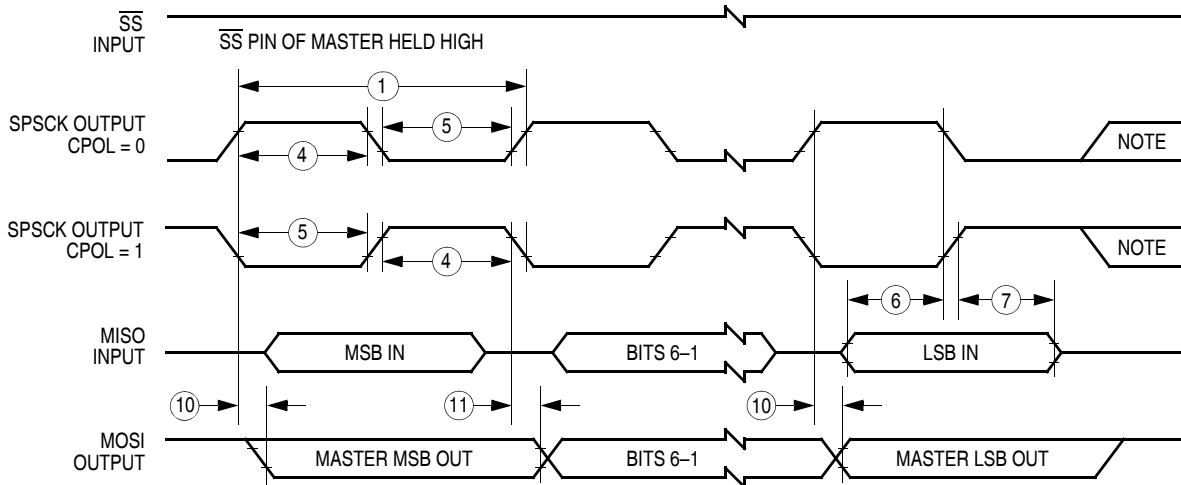 SS
INPUT
SS PIN OF MASTER HELD HIGH
1
SPSCK OUTPUT
CPOL = 0
5
4
NOTE
SPSCK OUTPUT
CPOL = 1
5
4
NOTE
6
7
MISO
INPUT
MSB IN
BITS 6–1
LSB IN
10
11
10
MOSI
OUTPUT
MASTER MSB OUT
BITS 6–1
MASTER LSB OUT